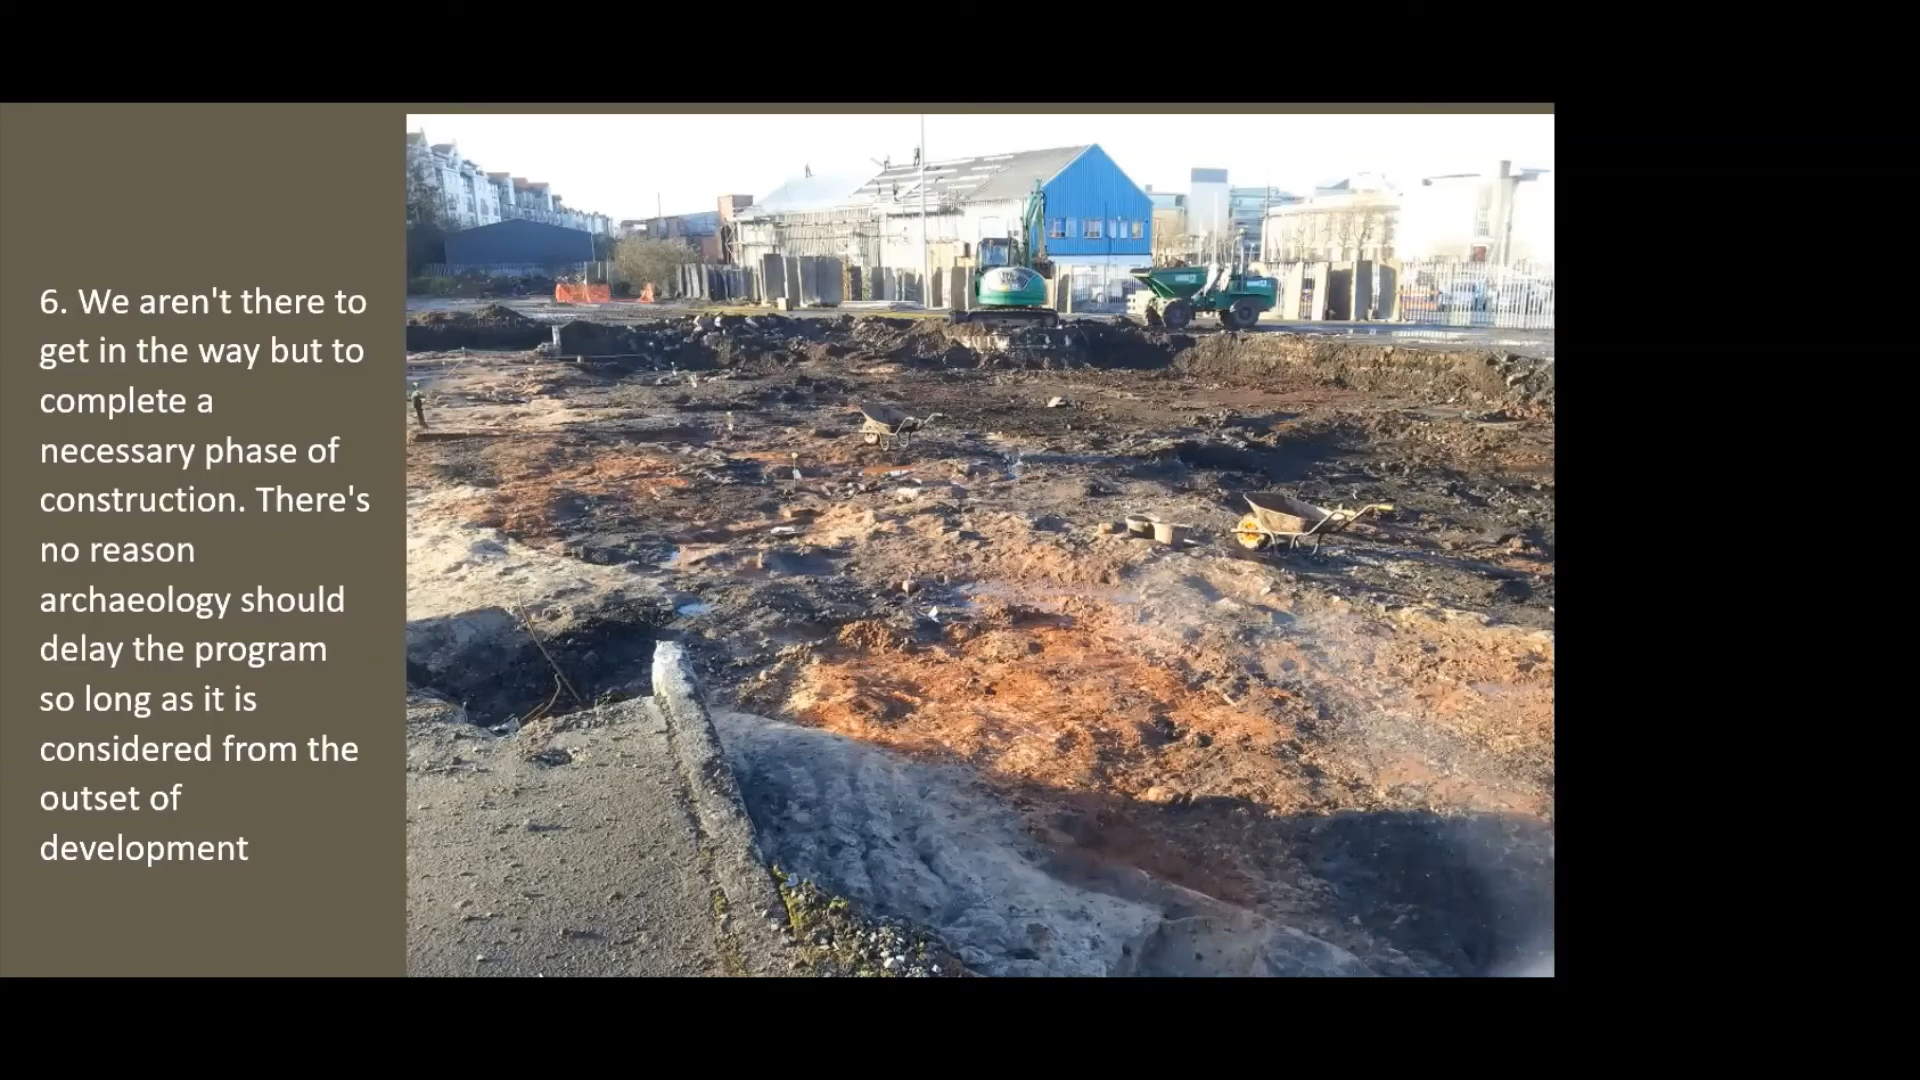 6. We aren't there to
get in the way but to
complete a
necessary phase of
construction. There's
no reason
archaeology should
delay the program
so long as it is
considered from the
outset of
development